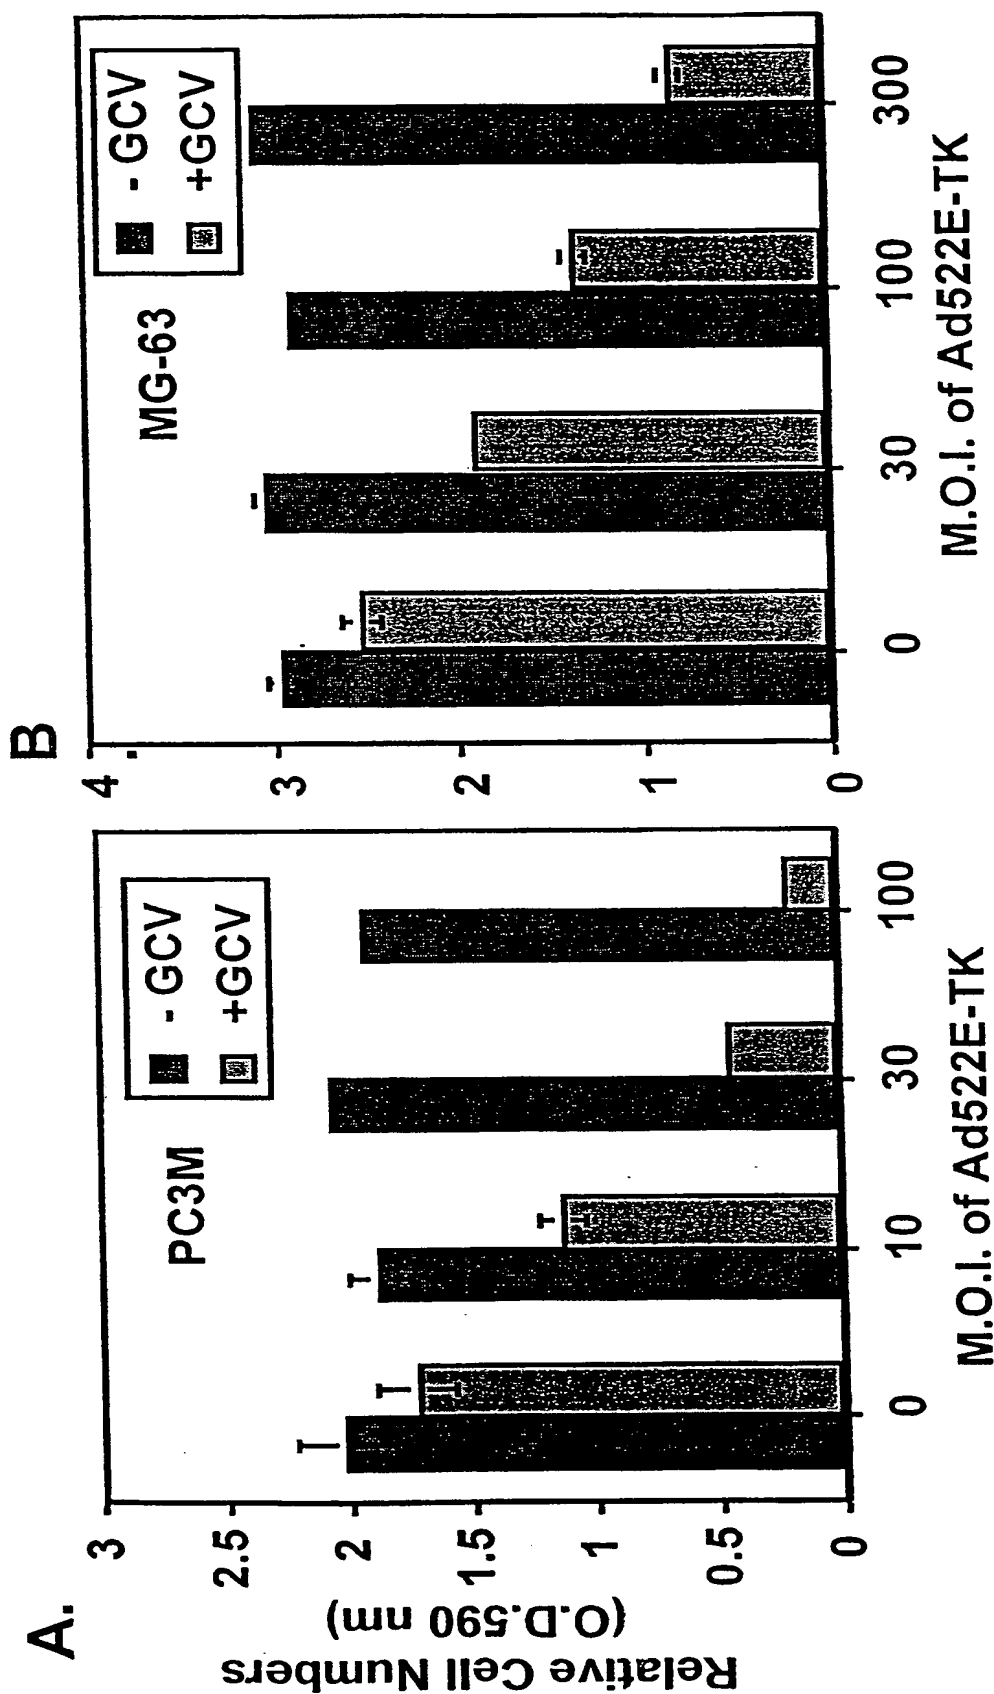 A.
Relative Cell Numbers
(O.D.590 nm)
3
2.5
2
1.5
1
0.5
0
PC3M
- GCV
+GCV
0 10 30 100
M.O.I. of Ad522E-TK
B
4
3
2
1
0
MG-63
- GCV
+GCV
0 30 100 300
M.O.I. of Ad522E-TK